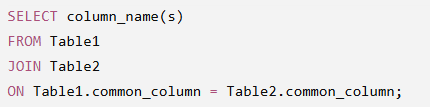 SELECT column_name(s)
FROM Table1
JOIN Table2
ON Table1.common_column = Table2.common_column;